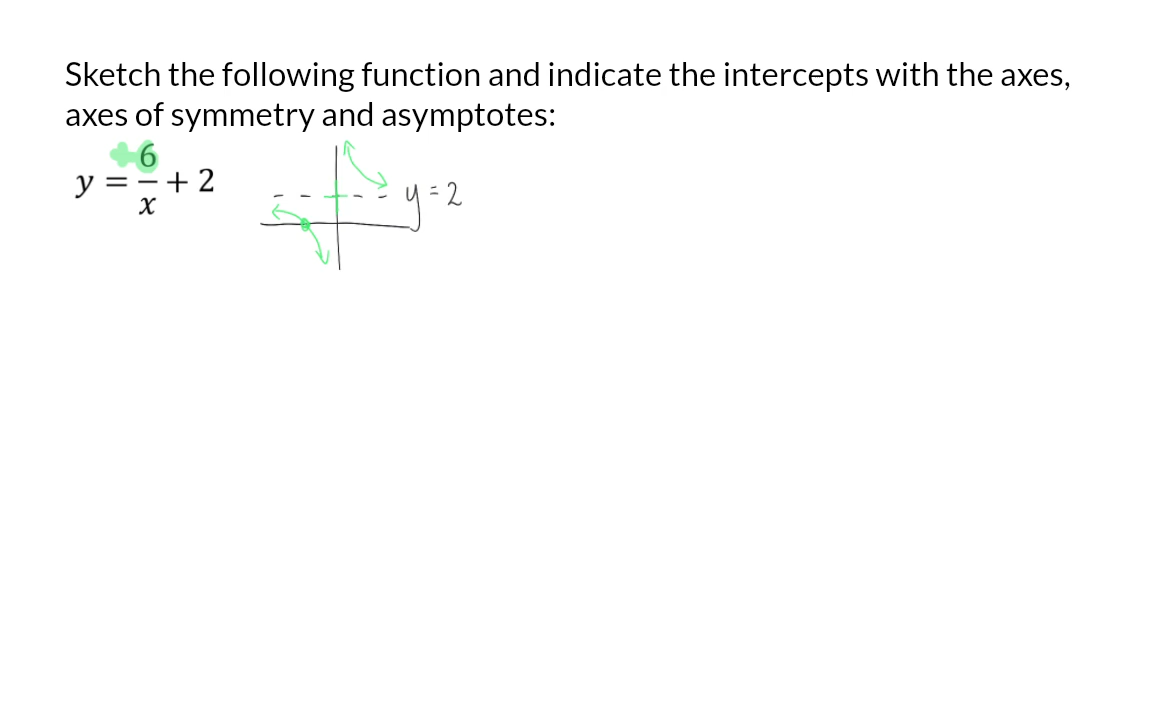 Sketch the following function and indicate the intercepts with the axes,
axes of symmetry and asymptotes:
y = +6/x + 2
y = 2